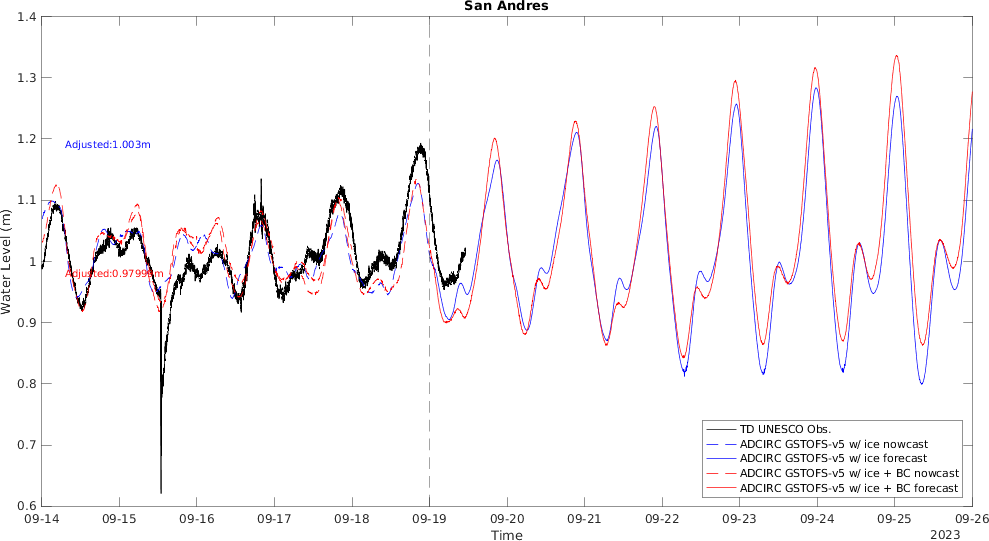 San Andres
1.4
1.3
1.2
1.1
1
0.9
0.8
0.7
0.6
Water Level (m)
Adjusted:1.003m
TD UNESCO Obs.
ADCIRC GSTOFS-v5 w/ ice nowcast
ADCIRC GSTOFS-v5 w/ ice forecast
ADCIRC GSTOFS-v5 w/ ice + BC nowcast
ADCIRC GSTOFS-v5 w/ ice + BC forecast
09-14 09-15 09-16 09-17 09-18 09-19 09-20 09-21 09-22 09-23 09-24 09-25 09-26
Time
2023